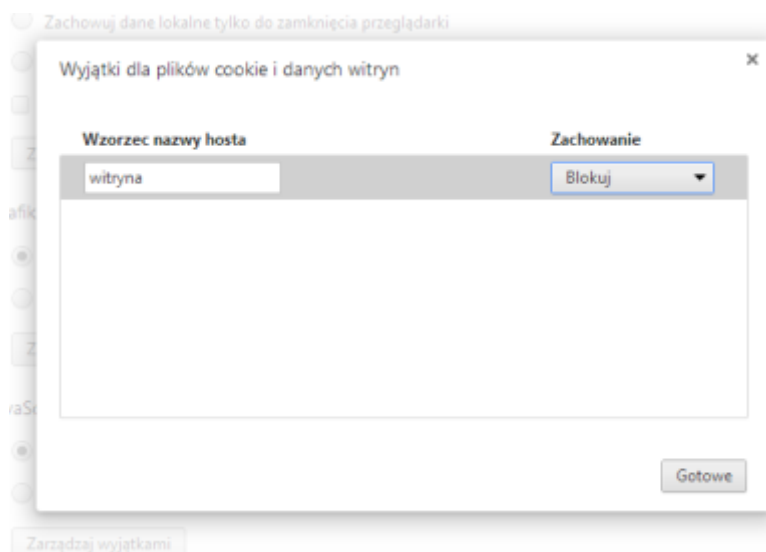 Zachowuj dane lokalne tylko do zamknięcia przeglądarki
Wyjątki dla plików cookie i danych witryn
×
Wzorzec nazwy hosta Zachowanie
witryna Blokuj
Gotowe
Zarządzaj wyjątkami